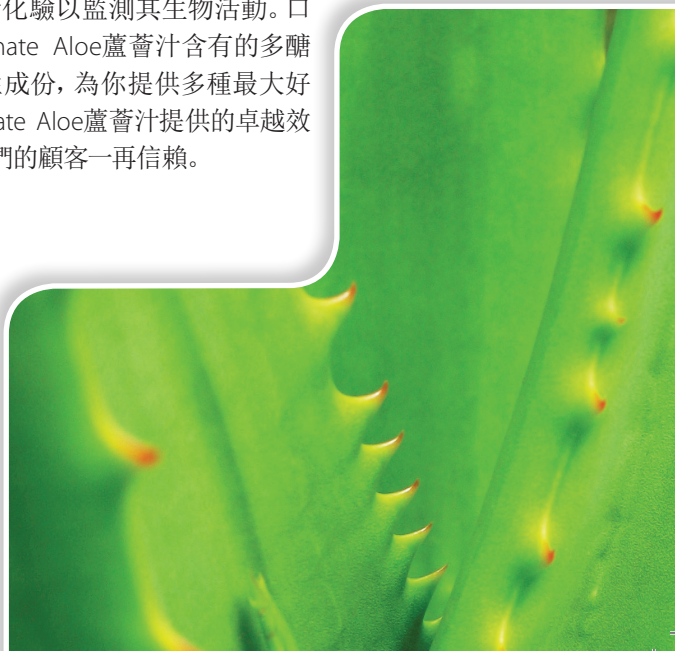 化驗以監測其生物活動。口
nate Aloe蘆薈汁含有的多醣
成份，為你提供多種最大好
ate Aloe蘆薈汁提供的卓越效
們的顧客一再信賴。